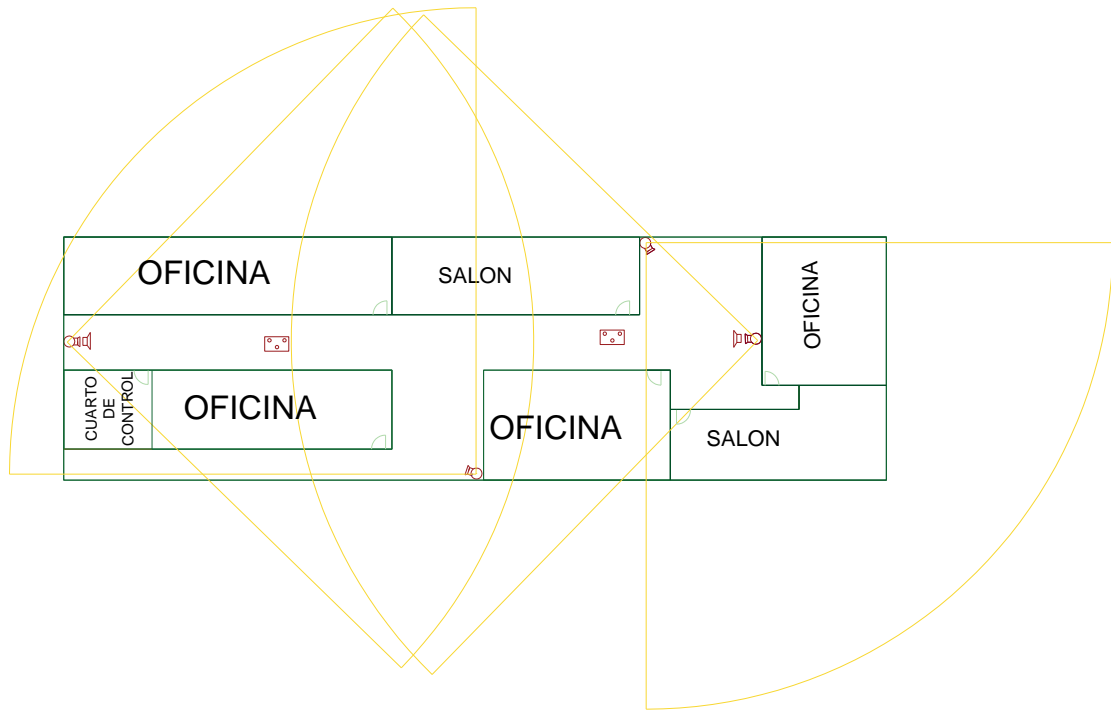 OFICINA
SALON
OFICINA
CUARTO
DE
CONTROL
OFICINA
OFICINA
SALON